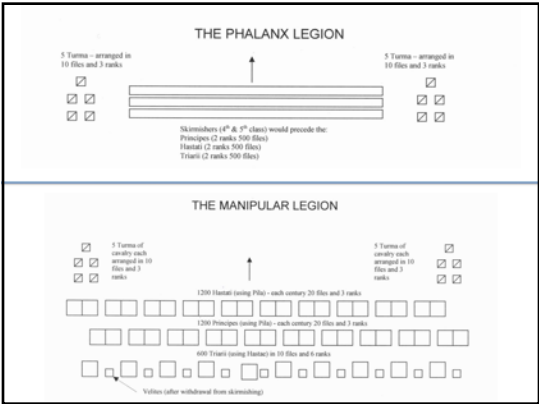 THE PHALANX LEGION
5 Turma – arranged in
10 files and 3 ranks
5 Turma – arranged in
10 files and 3 ranks
Skirmishers (4th & 5th class) would precede the:
Principes (2 ranks 500 files)
Hastati (2 ranks 500 files)
Triarii (2 ranks 500 files)
THE MANIPULAR LEGION
5 Turma of
cavalry each
arranged in 10
files and 3
ranks
5 Turma of
cavalry each
arranged in 10
files and 3
ranks
1200 Hastati (using Pila) - each century 20 files and 3 ranks
1200 Principes (using Pila) - each century 20 files and 3 ranks
600 Triarii (using Hastae) in 10 files and 6 ranks
Velites (after withdrawal from skirmishing)